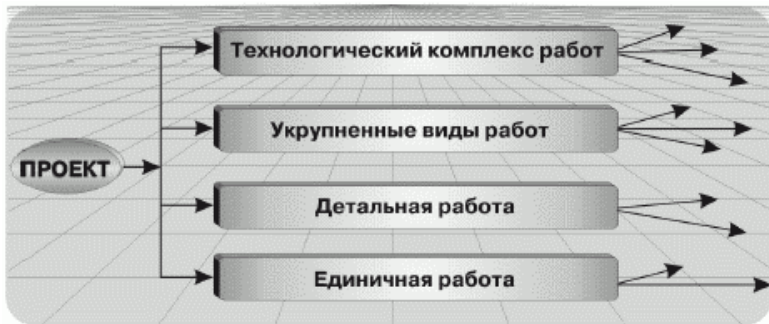 Технологический комплекс работ
Укрупненные виды работ
ПРОЕКТ
Детальная работа
Единичная работа